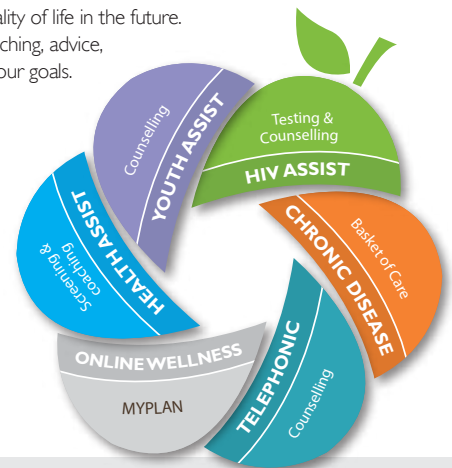 ality of life in the future.
ching, advice,
our goals.
Counselling
YOUTH ASSIST
Testing &
Counselling
HIV ASSIST
Basket of Care
CHRONIC DISEASE
Counselling
TELEPHONIC
ONLINE WELLNESS
MYPLAN
Screening &
coaching
HEALTH ASSIST